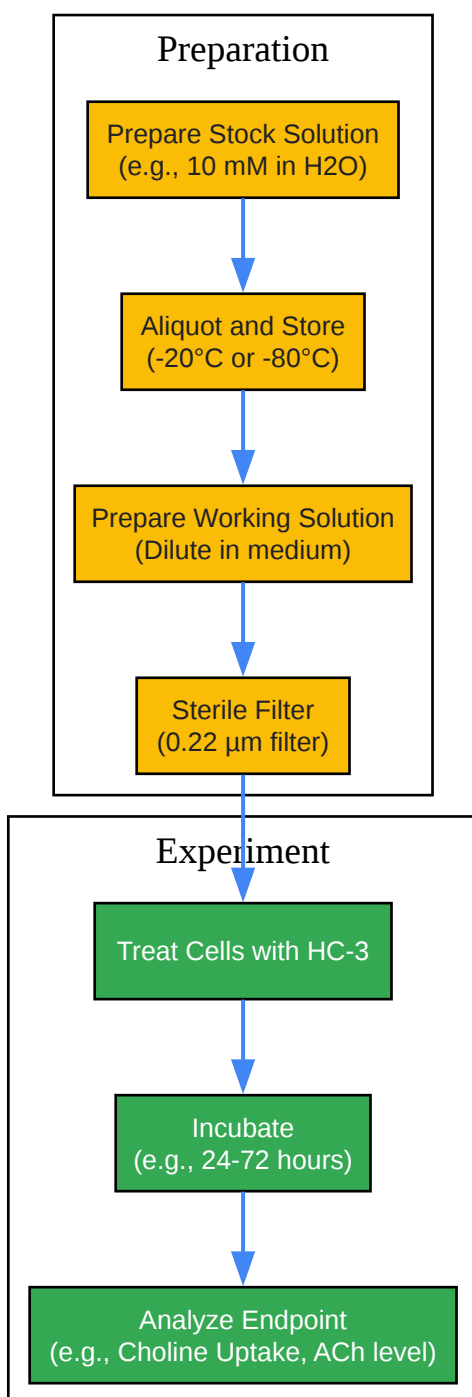 Preparation
Prepare Stock Solution
(e.g., 10 mM in H2O)
Aliquot and Store
(-20°C or -80°C)
Prepare Working Solution
(Dilute in medium)
Sterile Filter
(0.22 µm filter)
Experiment
Treat Cells with HC-3
Incubate
(e.g., 24-72 hours)
Analyze Endpoint
(e.g., Choline Uptake, ACh level)